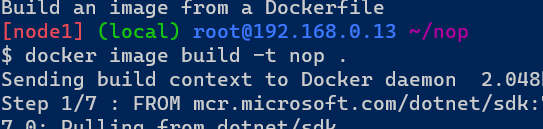 Build an image from a Dockerfile
[node1] (local) root@192.168.0.13 ~/nop
$ docker image build -t nop .
Sending build context to Docker daemon  2.048
Step 1/7 : FROM mcr.microsoft.com/dotnet/sdk:
7.0: Pulling from dotnet/sdk